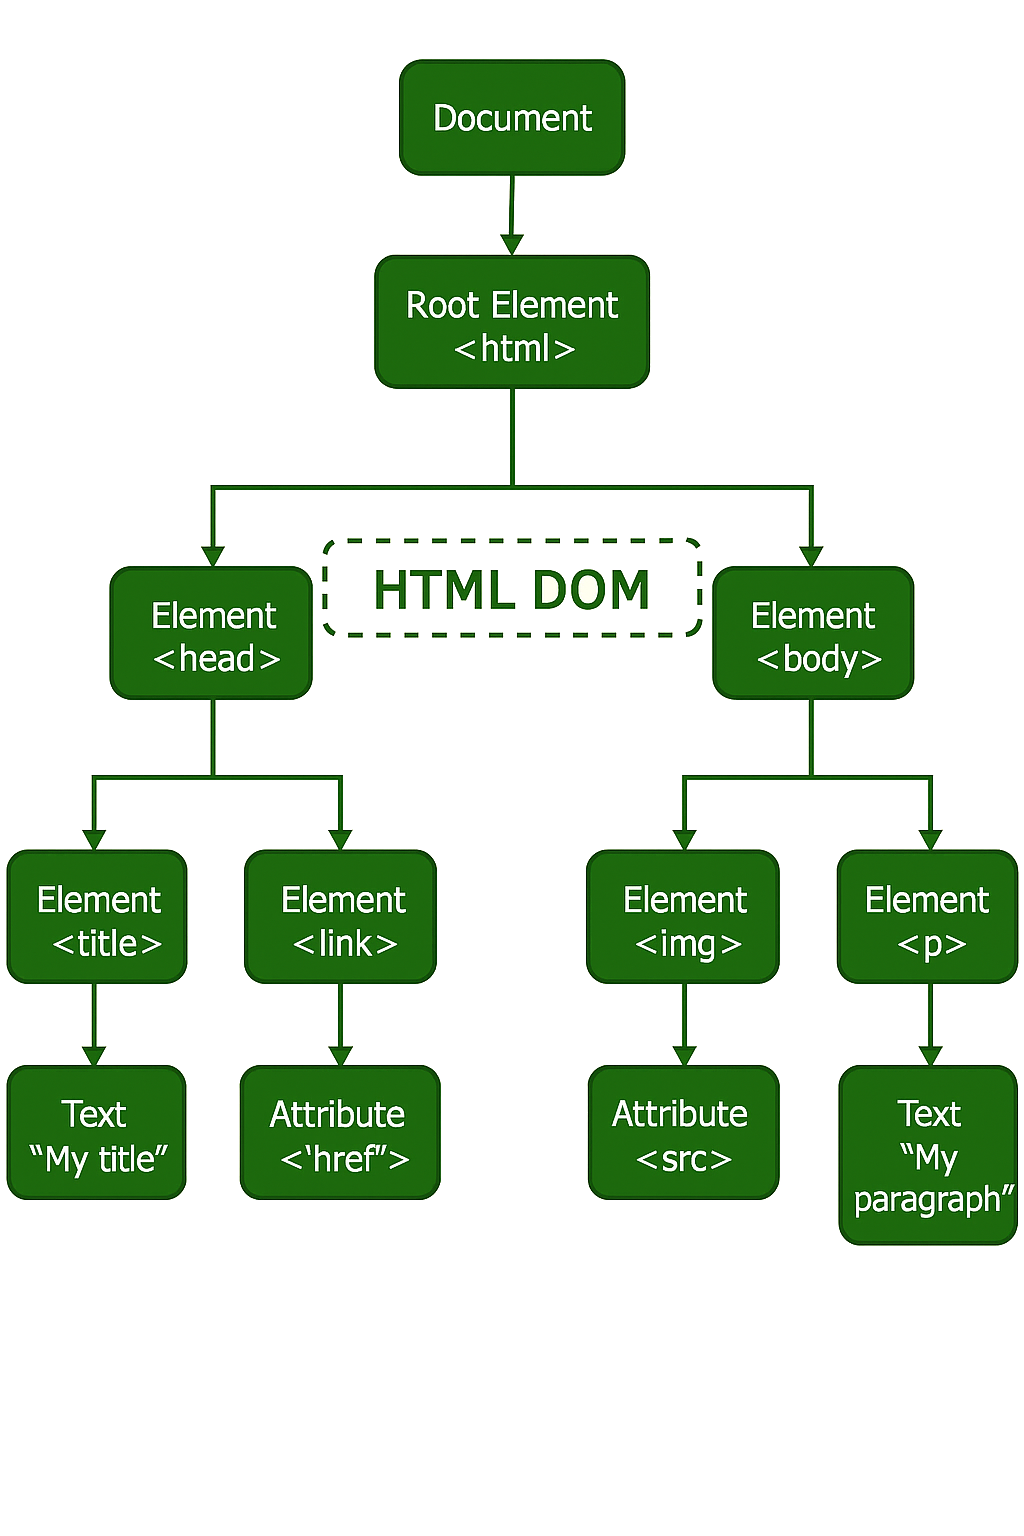 Document
Root Element
<html>
HTML DOM
Element
<head>
Element
<body>
Element
<title>
Element
<link>
Element
<img>
Element
<p>
Text
“My title”
Attribute
<‘href”>
Attribute
<src>
Text
“My
paragraph”